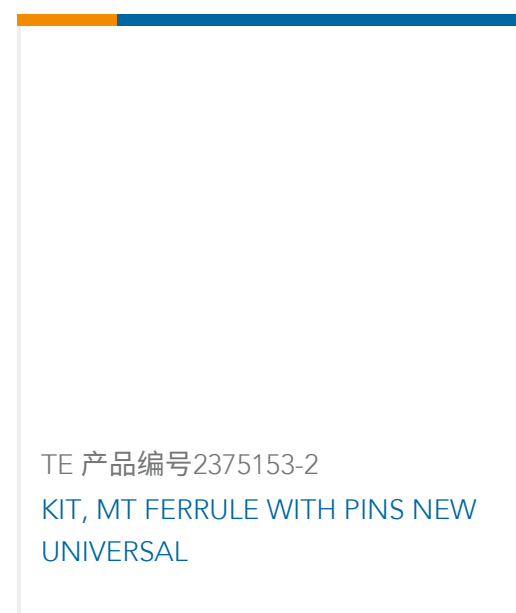 TE 产品编号2375153-2
KIT, MT FERRULE WITH PINS NEW
UNIVERSAL